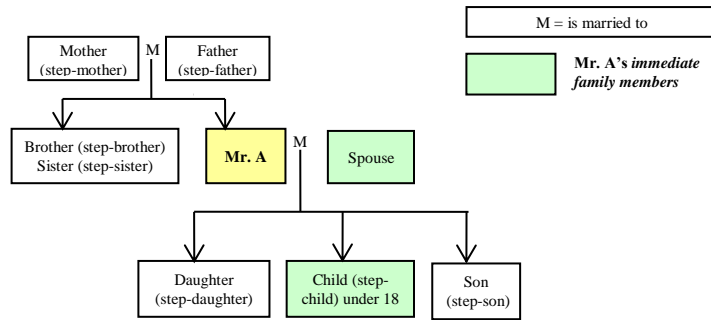 M = is married to
Mother
(step-mother)
M
Father
(step-father)
Mr. A's immediate
family members
Brother (step-brother)
Sister (step-sister)
Mr. A
M
Spouse
Daughter
(step-daughter)
Child (step-
child) under 18
Son
(step-son)